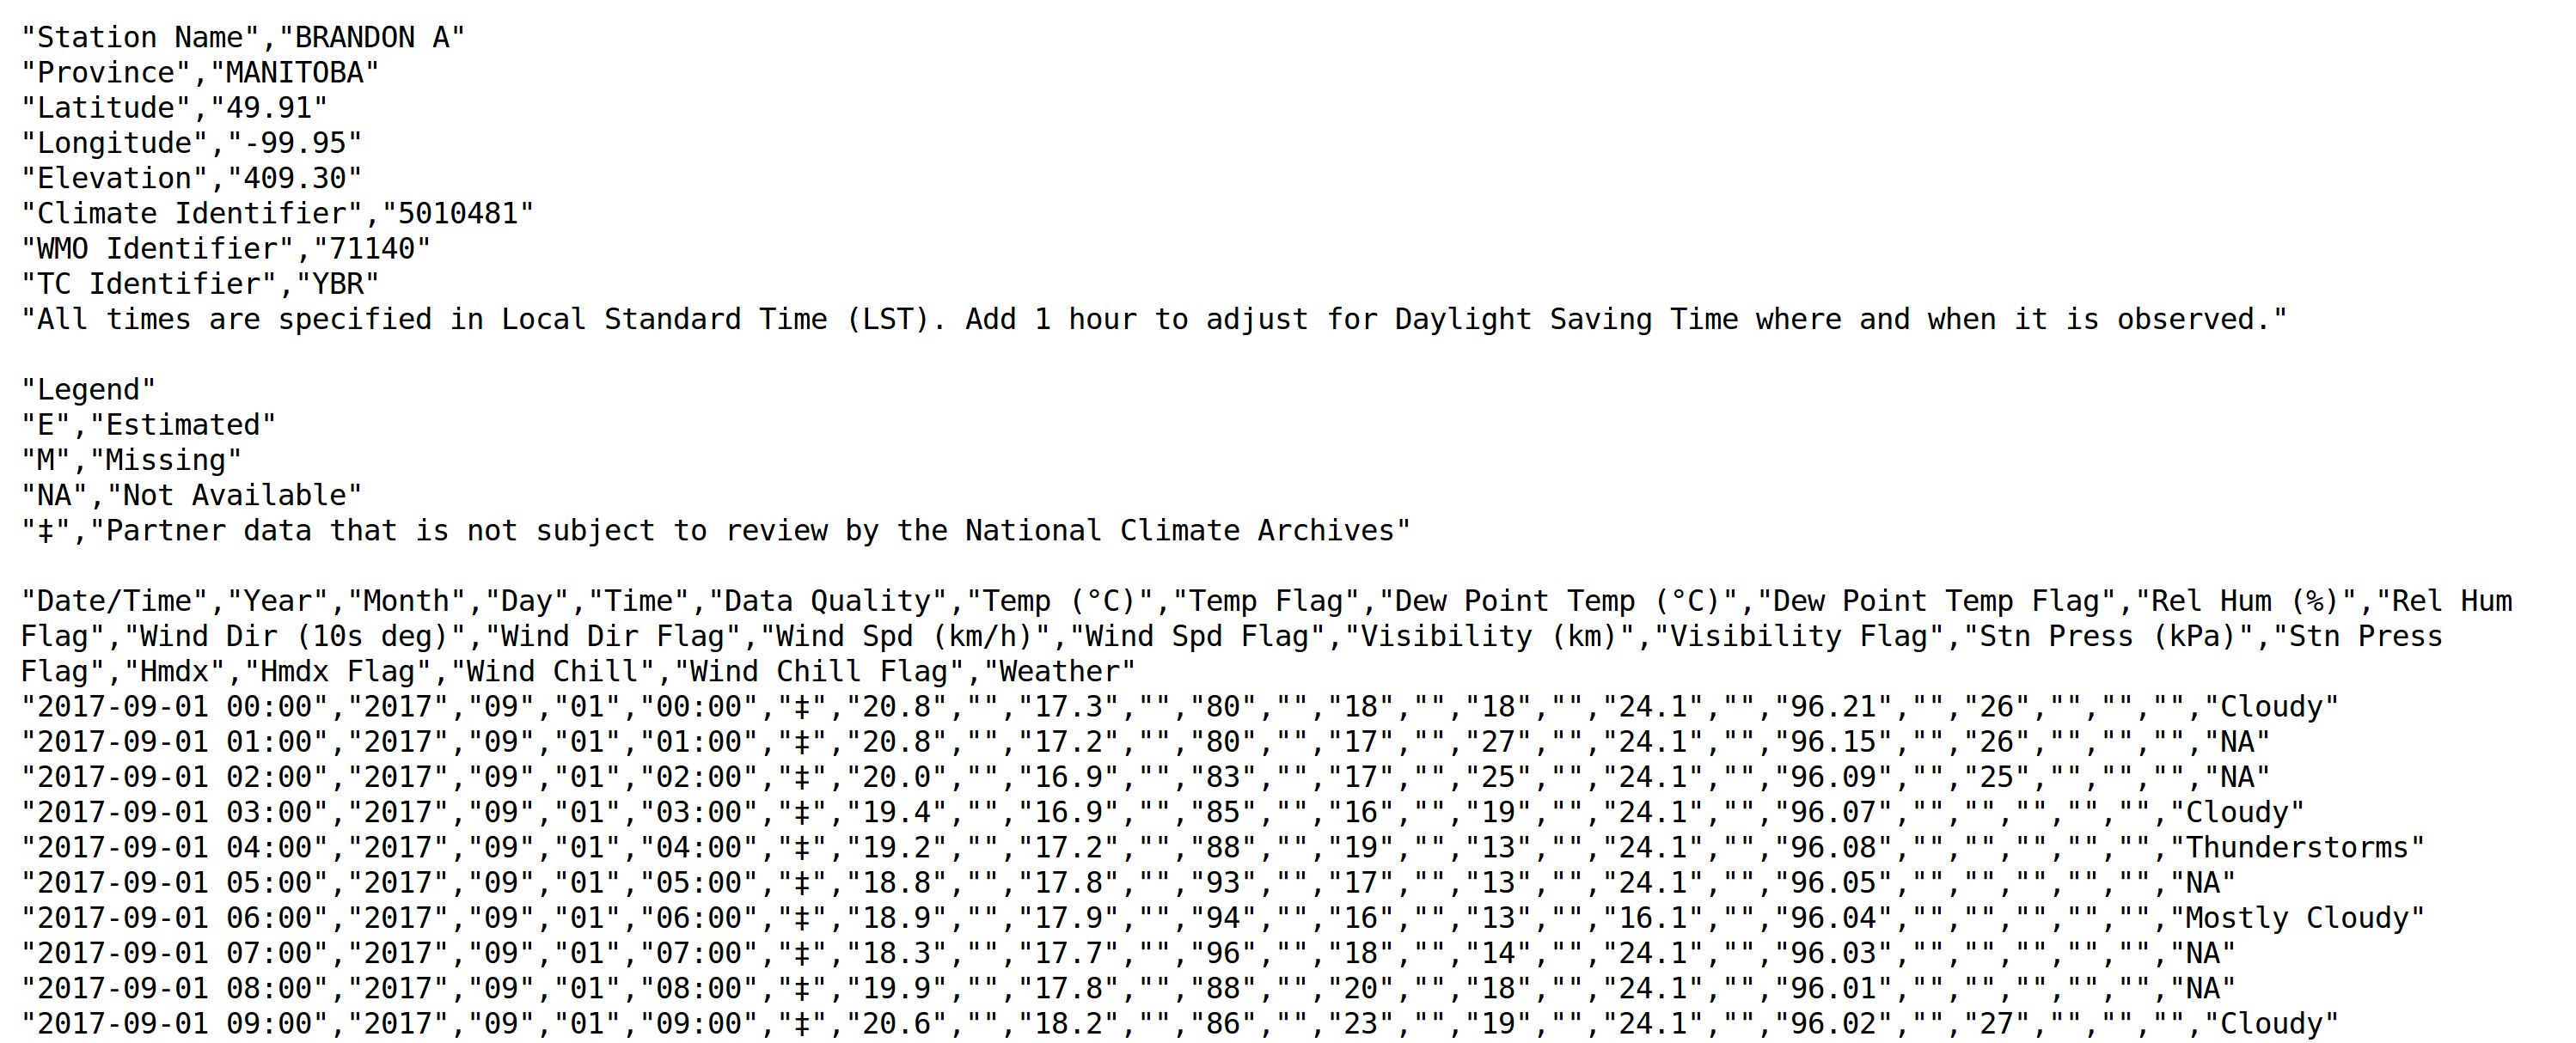 "Station Name","BRANDON A"
"Province","MANITOBA"
"Latitude","49.91"
"Longitude","-99.95"
"Elevation","409.30"
"Climate Identifier","5010481"
"WMO Identifier","71140"
"TC Identifier","YBR"
"All times are specified in Local Standard Time (LST). Add 1 hour to adjust for Daylight Saving Time where and when it is observed."

"Legend"
"E","Estimated"
"M","Missing"
"NA","Not Available"
"‡","Partner data that is not subject to review by the National Climate Archives"

"Date/Time","Year","Month","Day","Time","Data Quality","Temp (°C)","Temp Flag","Dew Point Temp (°C)","Dew Point Temp Flag","Rel Hum (%)","Rel Hum
Flag","Wind Dir (10s deg)","Wind Dir Flag","Wind Spd (km/h)","Wind Spd Flag","Visibility (km)","Visibility Flag","Stn Press (kPa)","Stn Press
Flag","Hmdx","Hmdx Flag","Wind Chill","Wind Chill Flag","Weather"
"2017-09-01 00:00","2017","09","01","00:00","‡","20.8","","17.3","","80","","18","","18","","24.1","","96.21","","26","","","","Cloudy"
"2017-09-01 01:00","2017","09","01","01:00","‡","20.8","","17.2","","80","","17","","27","","24.1","","96.15","","26","","","","NA"
"2017-09-01 02:00","2017","09","01","02:00","‡","20.0","","16.9","","83","","17","","25","","24.1","","96.09","","25","","","","NA"
"2017-09-01 03:00","2017","09","01","03:00","‡","19.4","","16.9","","85","","16","","19","","24.1","","96.07","","","","","","Cloudy"
"2017-09-01 04:00","2017","09","01","04:00","‡","19.2","","17.2","","88","","19","","13","","24.1","","96.08","","","","","","Thunderstorms"
"2017-09-01 05:00","2017","09","01","05:00","‡","18.8","","17.8","","93","","17","","13","","24.1","","96.05","","","","","","NA"
"2017-09-01 06:00","2017","09","01","06:00","‡","18.9","","17.9","","94","","16","","13","","16.1","","96.04","","","","","","Mostly Cloudy"
"2017-09-01 07:00","2017","09","01","07:00","‡","18.3","","17.7","","96","","18","","14","","24.1","","96.03","","","","","","NA"
"2017-09-01 08:00","2017","09","01","08:00","‡","19.9","","17.8","","88","","20","","18","","24.1","","96.01","","","","","","NA"
"2017-09-01 09:00","2017","09","01","09:00","‡","20.6","","18.2","","86","","23","","19","","24.1","","96.02","","27","","","","Cloudy"